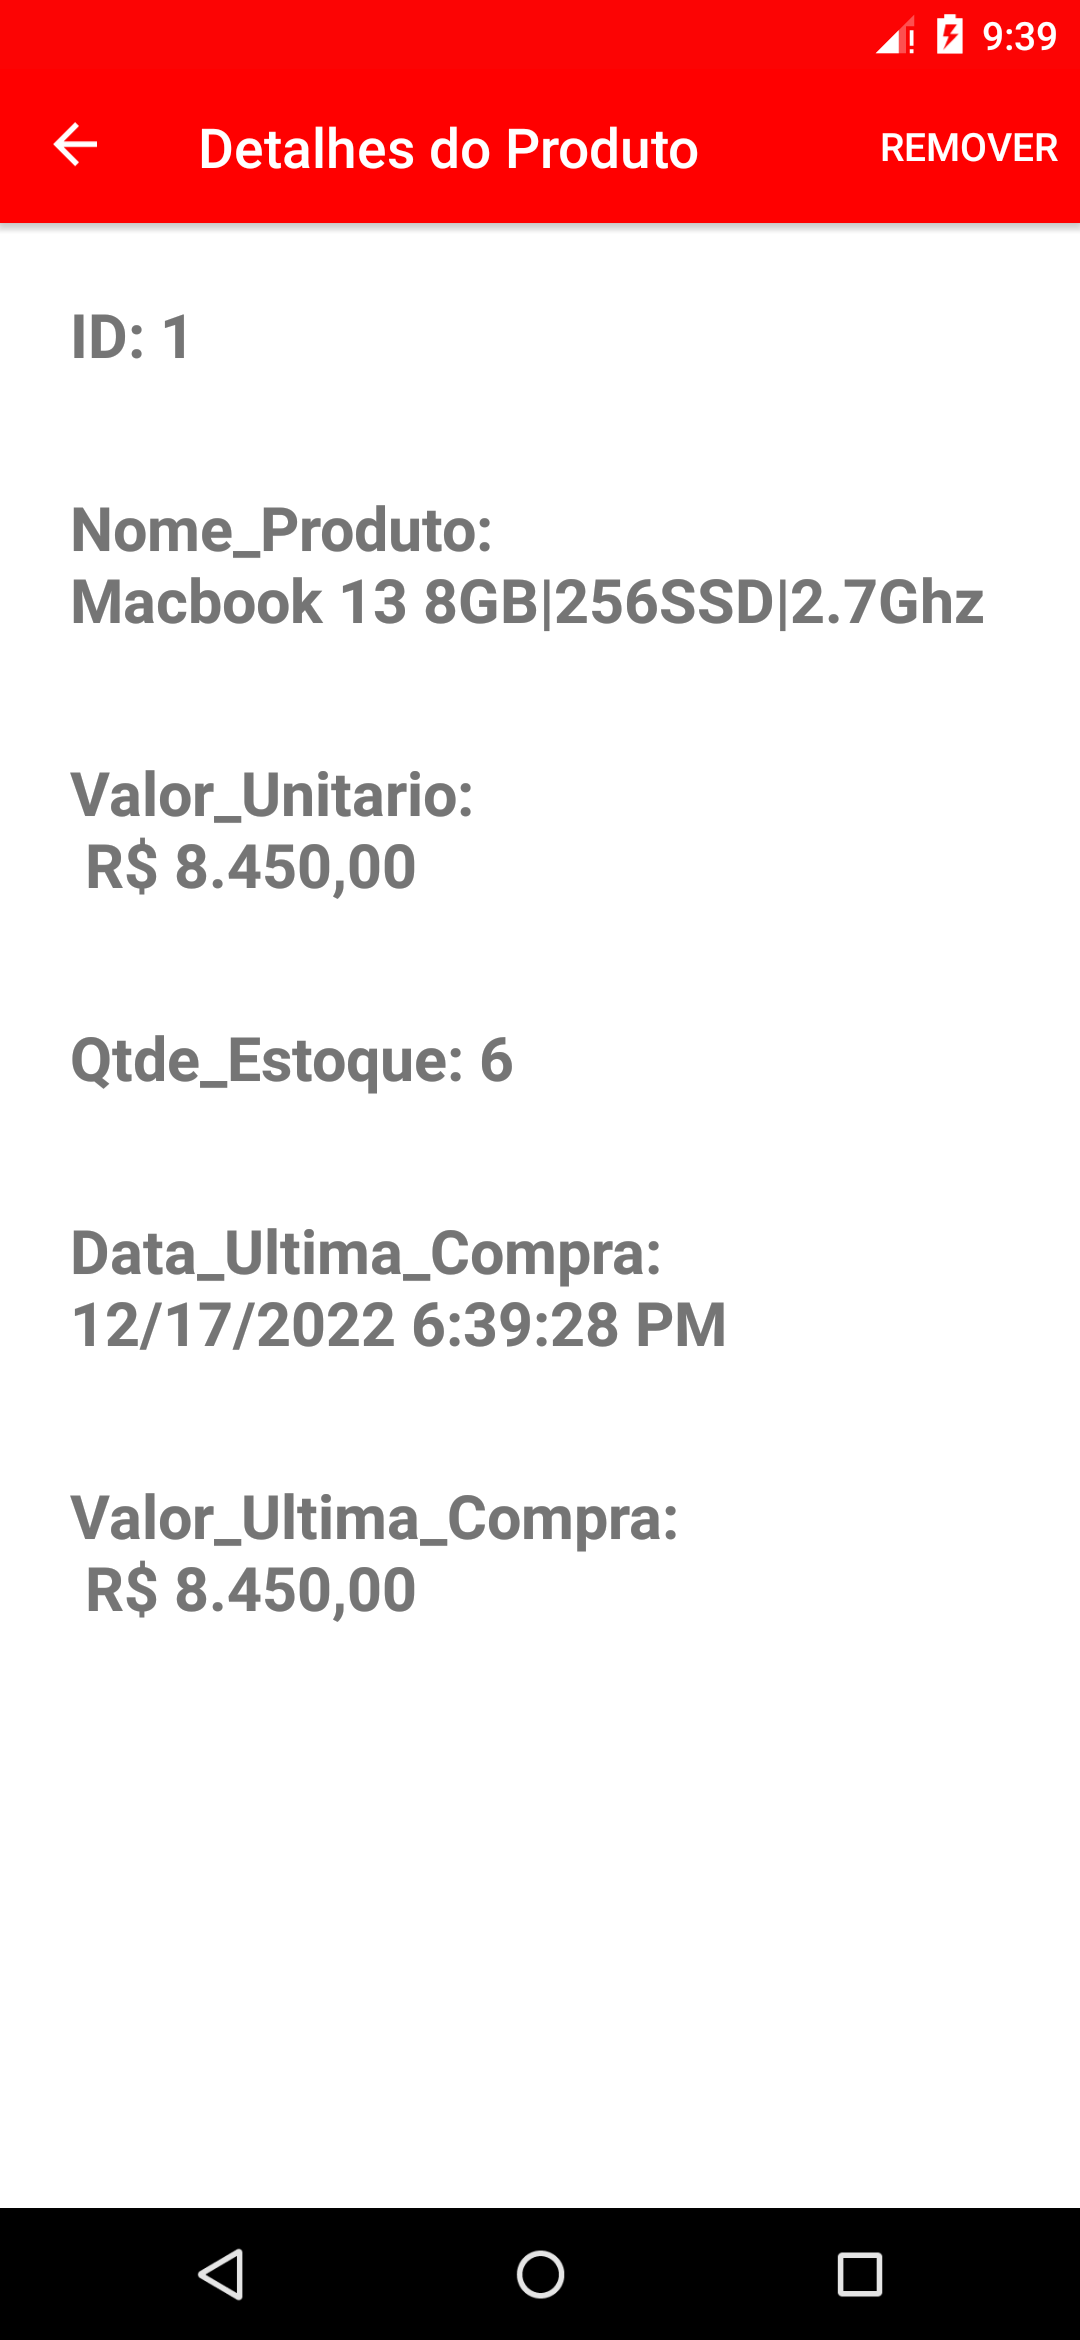 9:39
Detalhes do Produto
REMOVER
ID: 1
Nome_Produto:
Macbook 13 8GB|256SSD|2.7Ghz
Valor_Unitario:
R$ 8.450,00
Qtde_Estoque: 6
Data_Ultima_Compra:
12/17/2022 6:39:28 PM
Valor_Ultima_Compra:
R$ 8.450,00